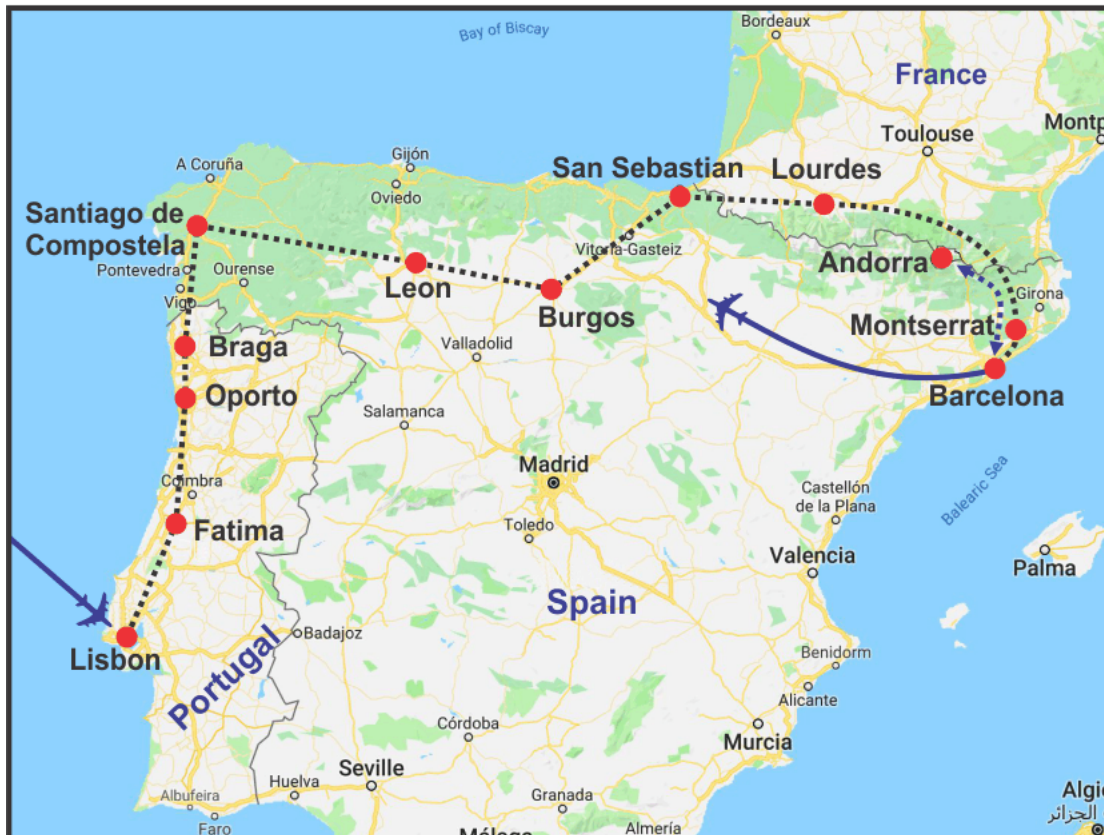 Bordeaux
Bay of Biscay
France
Toulouse
Montp
A Coruña
Gijón
Oviedo
San Sebastian
Lourdes
Santiago de
Compostela
Vitoria-Gasteiz
Pontevedra
Ourense
Leon
Andorra
Vigo
Burgos
Girona
Montserrat
Braga
Valladolid
Oporto
Barcelona
Salamanca
Madrid
Coimbra
Castellón
de la Plana
Balearic Sea
Fatima
Toledo
Valencia
Palma
Spain
Lisbon
Badajoz
Portugal
Benidorm
Alicante
Córdoba
Murcia
Seville
Huelva
Albufeira
Granada
Faro
Málaga
Almería
Algi
الجزائر